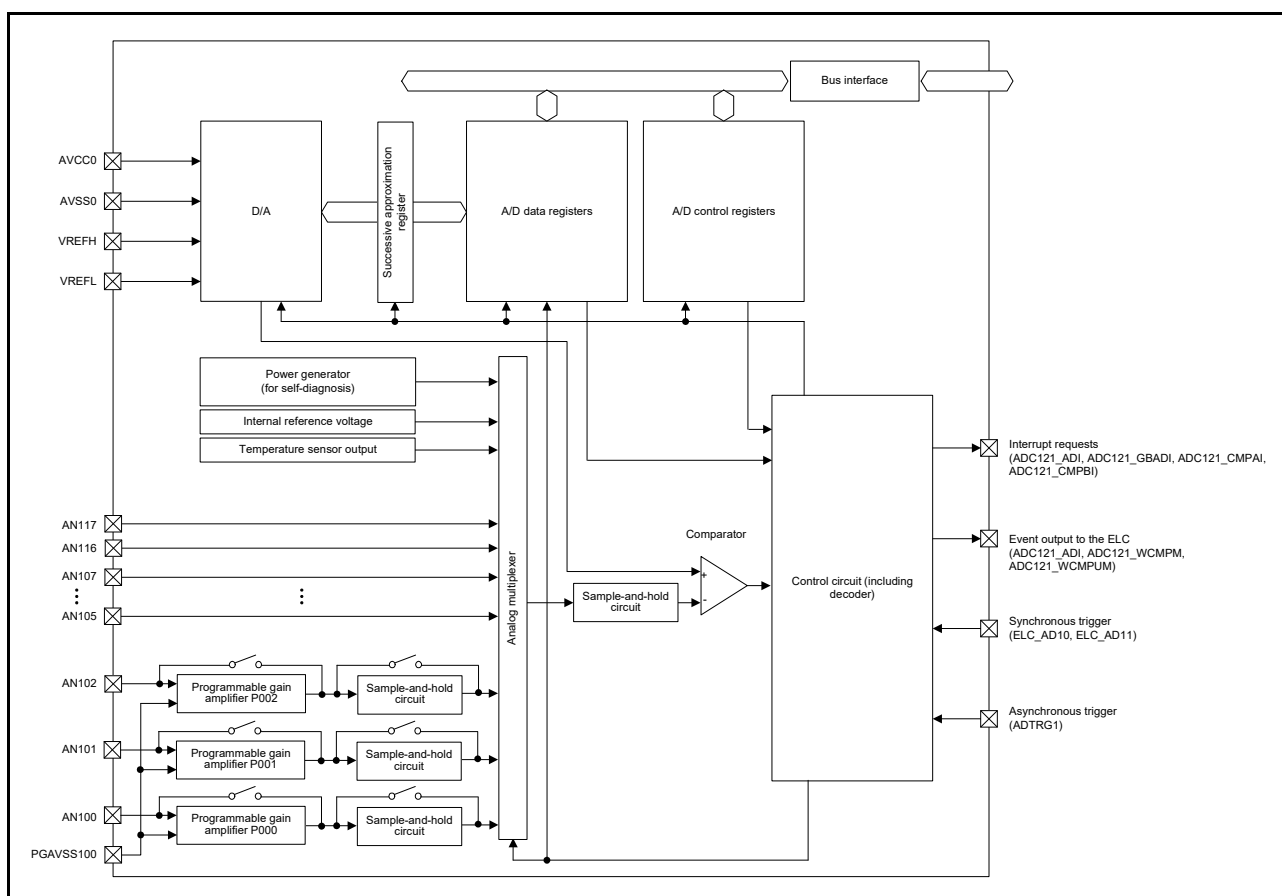 Bus interface
AVCC0
AVSS0
VREFH
VREFL
D/A
Successive approximation
register
A/D data registers
A/D control registers
Power generator
(for self-diagnosis)
Internal reference voltage
Temperature sensor output
AN117
AN116
AN107
AN105
AN102
AN101
AN100
PGAVSS100
Programmable gain
amplifier P002
Sample-and-hold
circuit
Programmable gain
amplifier P001
Sample-and-hold
circuit
Programmable gain
amplifier P000
Sample-and-hold
circuit
Analog multiplexer
Sample-and-hold
circuit
Comparator
+
-
Control circuit (including
decoder)
Interrupt requests
(ADC121_ADI, ADC121_GBADI, ADC121_CMPAI,
ADC121_CMPBI)
Event output to the ELC
(ADC121_ADI, ADC121_WCMPM,
ADC121_WCMPUM)
Synchronous trigger
(ELC_AD10, ELC_AD11)
Asynchronous trigger
(ADTRG1)